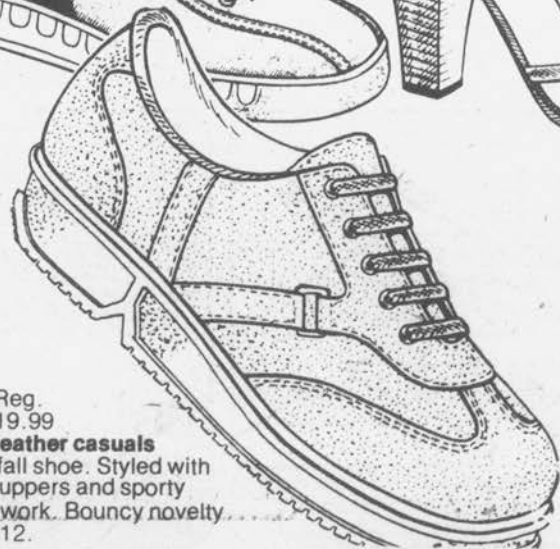 Reg.
19.99
eather casuals
fall shoe. Styled with
uppers and sporty
work. Bouncy novelty
12.